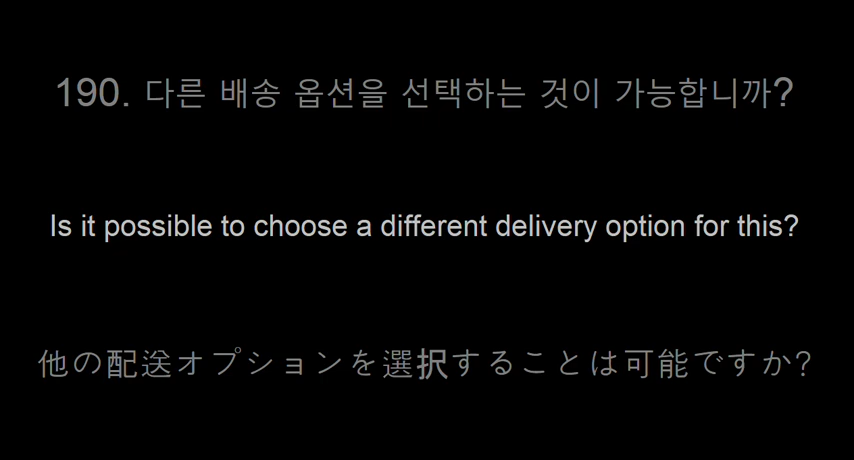 190. 다른 배송 옵션을 선택하는 것이 가능합니까?
Is it possible to choose a different delivery option for this?
他の配送オプションを選択することは可能ですか?